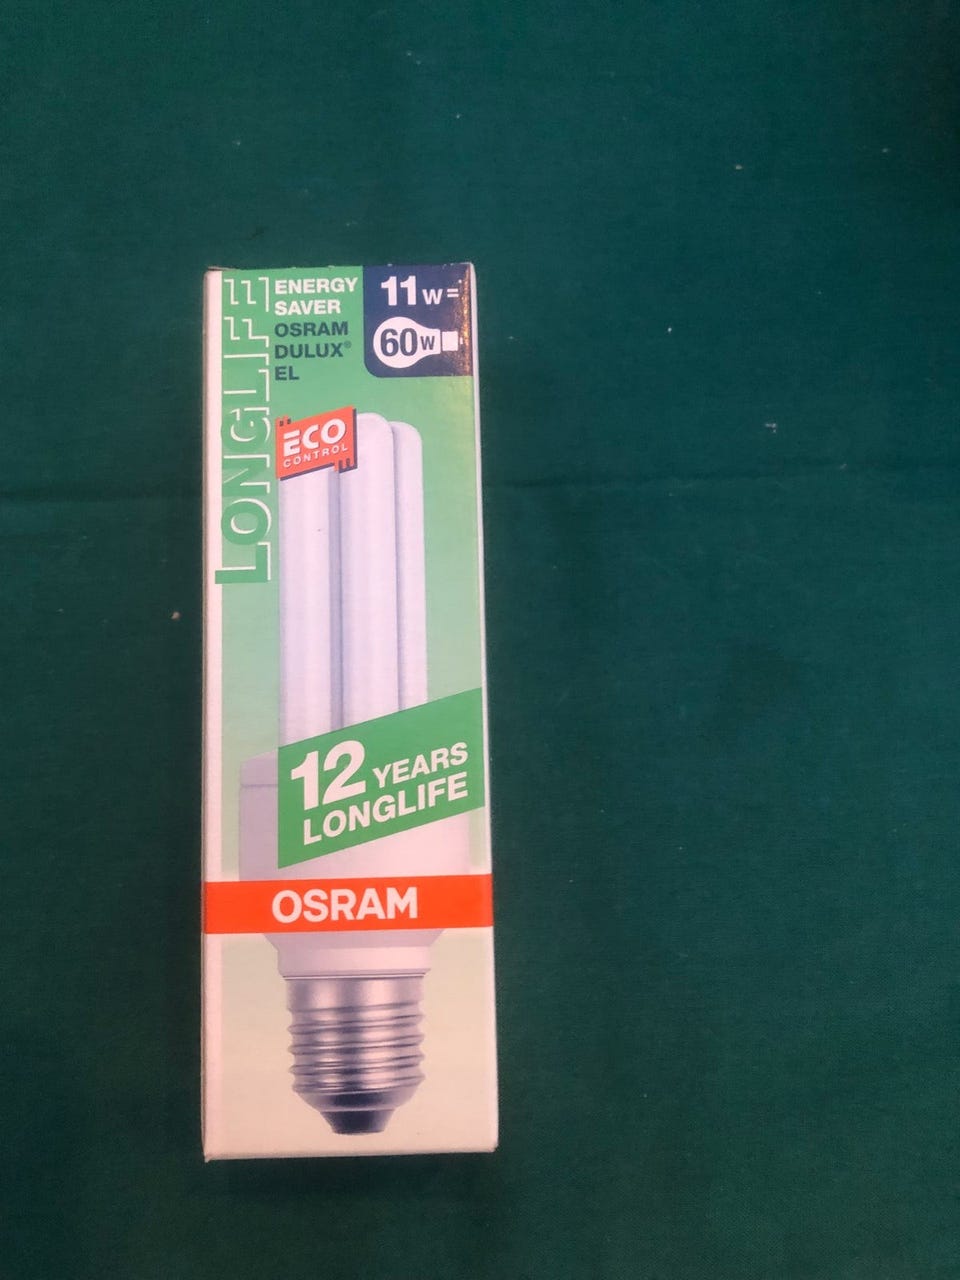 LONGLIFE
ENERGY
SAVER
OSRAM
DULUX®
EL
11W=
60W
ECO
CONTROL
12 YEARS
LONGLIFE
OSRAM